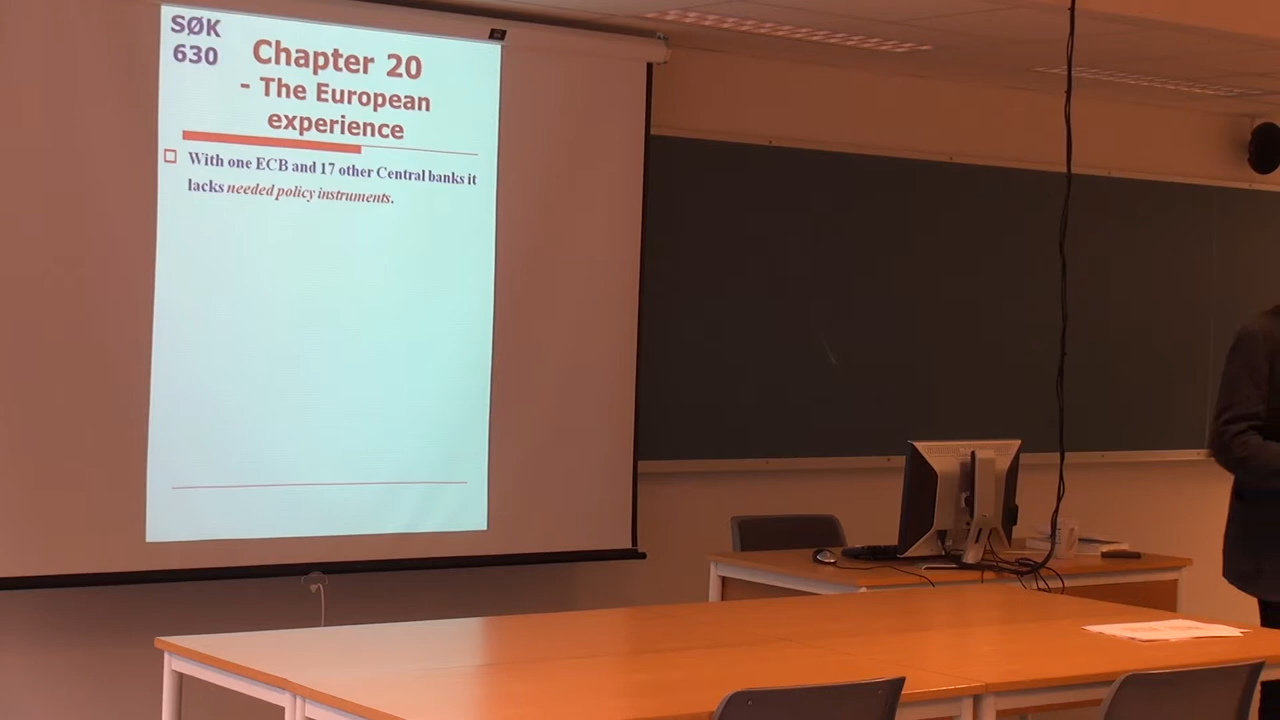 SØK
630
Chapter 20
- The European
experience
With one ECB and 17 other Central banks it
lacks needed policy instruments.